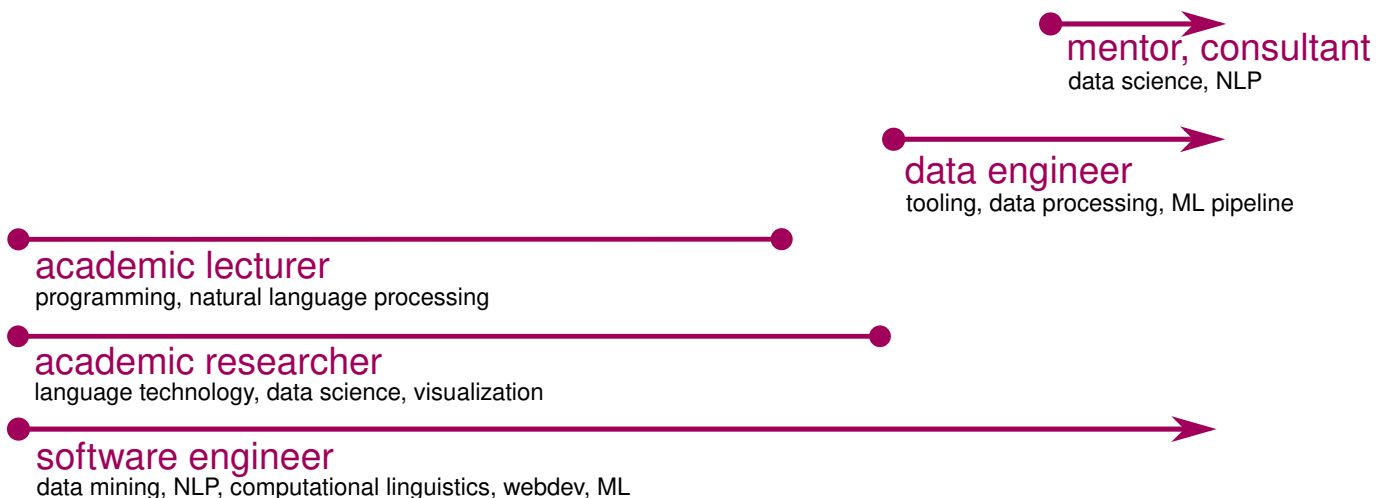 mentor, consultant
data science, NLP
data engineer
tooling, data processing, ML pipeline
academic lecturer
programming, natural language processing
academic researcher
language technology, data science, visualization
software engineer
data mining, NLP, computational linguistics, webdev, ML